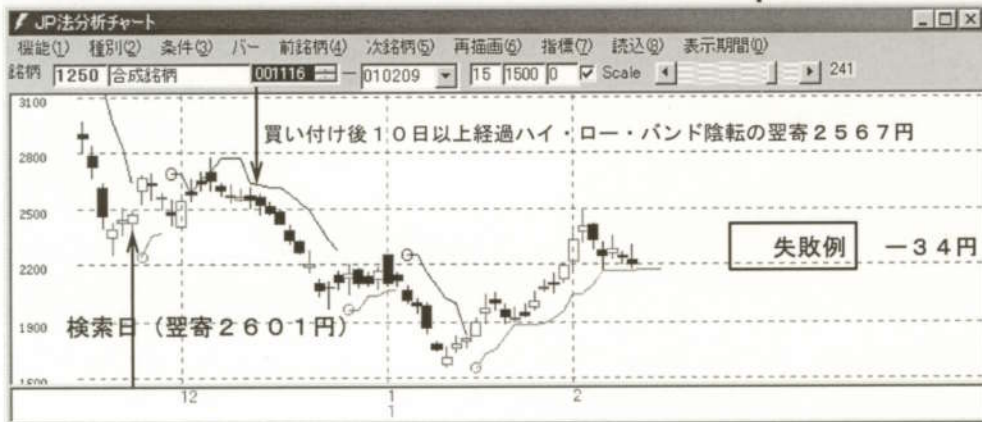 JP法分析チャート
機能(1) 種別(2) 条件(3) バー 前銘柄(4) 次銘柄(5) 再描画(6) 指標(7) 読込(8) 表示期間(0)
銘柄 1250 合成銘柄 001116 ― 010209 15 1500 0 Scale 241
3100
買い付け後10日以上経過ハイ・ロー・バンド陰転の翌寄2567円
2800
2500
失敗例 ―34円
2200
1900
検索日(翌寄2601円)
1500
12 1 2
1